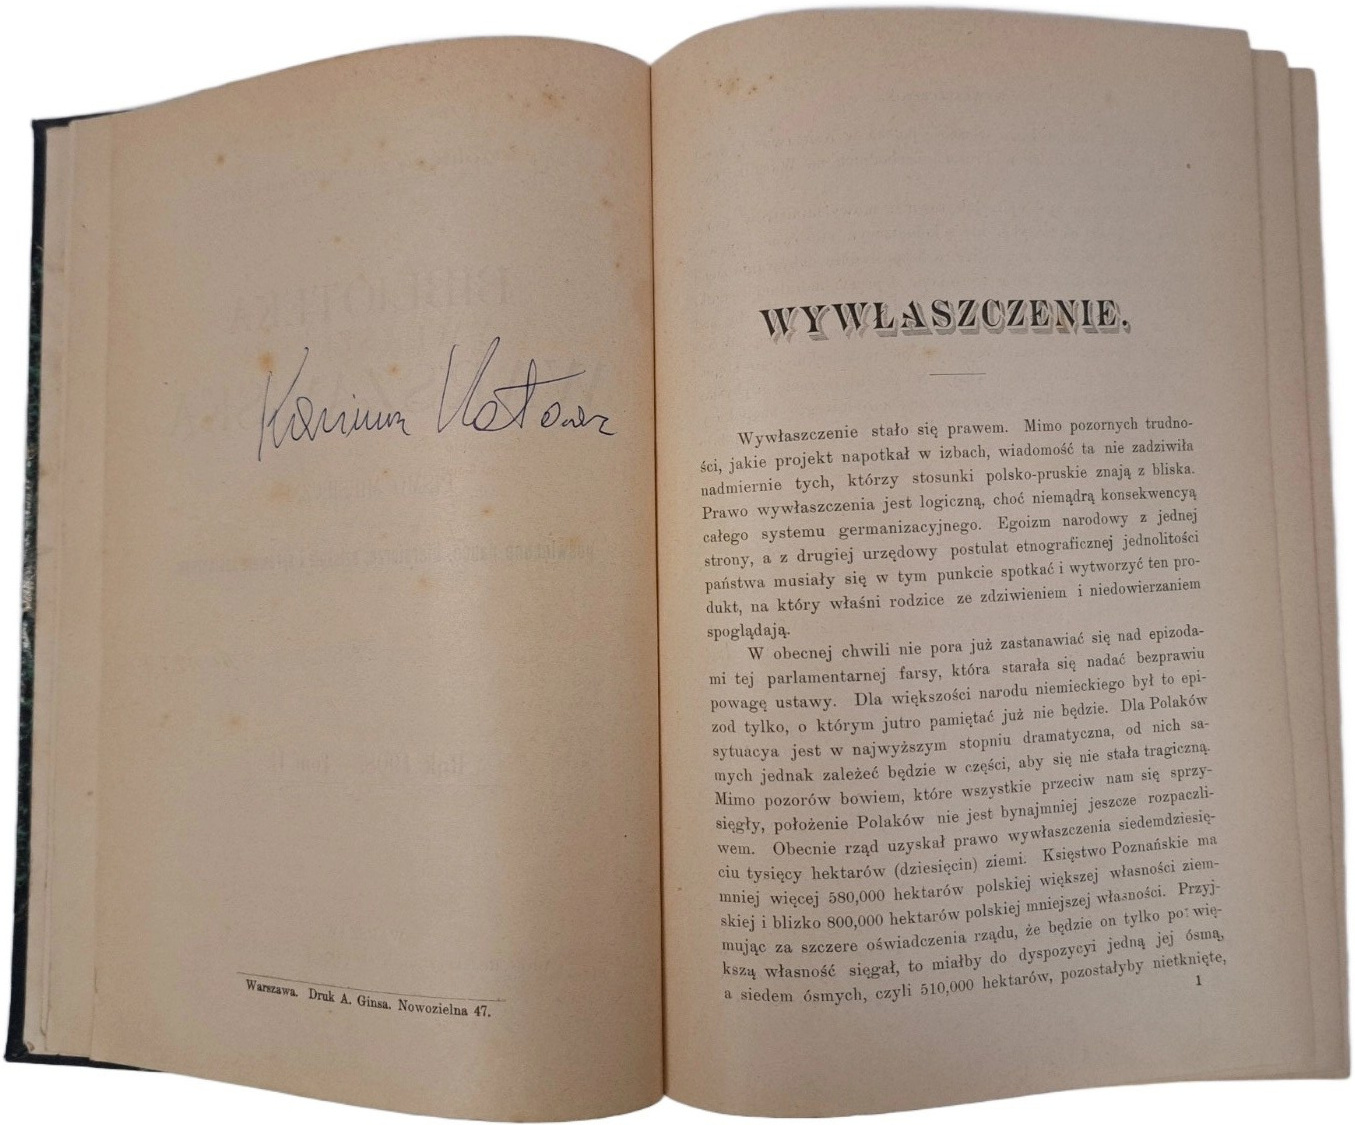 Warszawa. Druk A. Ginsa. Nowozielna 47.
WYWŁASZCZENIE.
Wywłaszczenie stało się prawem. Mimo pozornych trudno-
ści, jakie projekt napotkał w izbach, wiadomość ta nie zadziwiła
nadmiernie tych, którzy stosunki polsko-pruskie znają z bliska.
Prawo wywłaszczenia jest logiczną, choć niemądrą konsekwencyą
całego systemu germanizacyjnego. Egoizm narodowy z jednej
strony, a z drugiej urzędowy postulat etnograficznej jednolitości
państwa musiały się w tym punkcie spotkać i wytworzyć ten pro-
dukt, na który właśni rodzice ze zdziwieniem i niedowierzaniem
spoglądają.
W obecnej chwili nie pora już zastanawiać się nad epizoda-
mi tej parlamentarnej farsy, która starała się nadać bezprawiu
powagę ustawy. Dla większości narodu niemieckiego był to epi-
zod tylko, o którym jutro pamiętać już nie będzie. Dla Polaków
sytuacya jest w najwyższym stopniu dramatyczna, od nich sa-
mych jednak zależeć będzie w części, aby się nie stała tragiczną.
Mimo pozorów bowiem, które wszystkie przeciw nam się sprzy-
sięgły, położenie Polaków nie jest bynajmniej jeszcze rozpaczli-
wem. Obecnie rząd uzyskał prawo wywłaszczenia siedemdziesię-
ciu tysięcy hektarów (dziesięcin) ziemi. Księstwo Poznańskie ma
mniej więcej 580,000 hektarów polskiej większej własności ziem-
skiej i blizko 800,000 hektarów polskiej mniejszej własności. Przyj-
mując za szczere oświadczenia rządu, że będzie on tylko po wię-
kszą własność sięgał, to miałby do dyspozycyi jedną jej ósmą,
a siedem ósmych, czyli 510,000 hektarów, pozostałyby nietknięte,
1